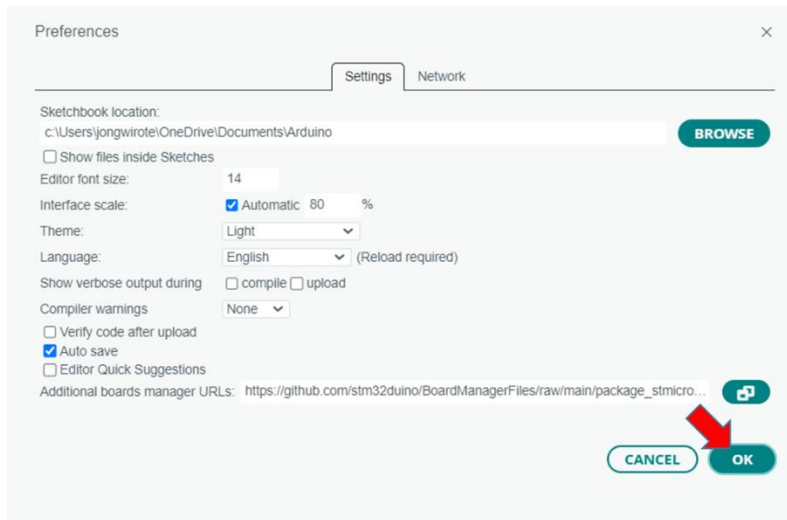 Preferences
Settings Network
Sketchbook location:
c:\Users\jongwirote\OneDrive\Documents\Arduino BROWSE
Show files inside Sketches
Editor font size: 14
Interface scale: Automatic 80 %
Theme: Light
Language: English (Reload required)
Show verbose output during compile upload
Compiler warnings None
Verify code after upload
Auto save
Editor Quick Suggestions
Additional boards manager URLs: https://github.com/stm32duino/BoardManagerFiles/raw/main/package_stmicro...
CANCEL OK